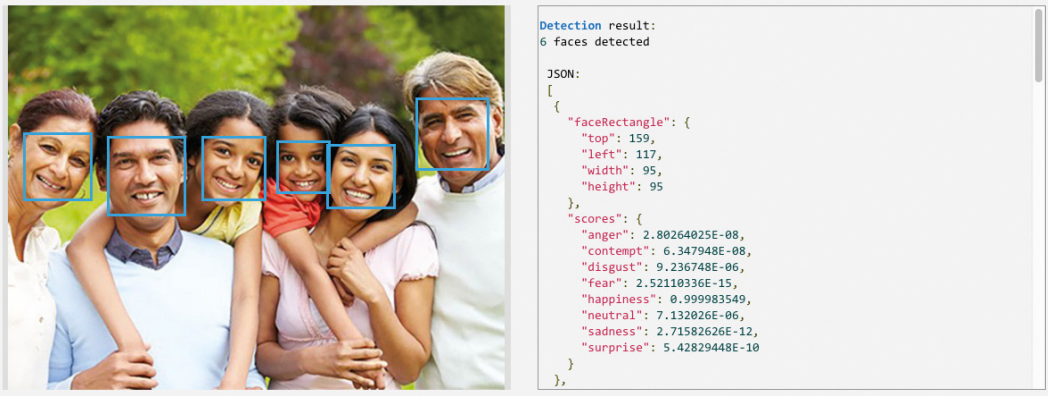 Detection result:
6 faces detected
JSON:
[
{
"faceRectangle": {
"top": 159,
"left": 117,
"width": 95,
"height": 95
},
"scores": {
"anger": 2.80264025E-08,
"contempt": 6.347948E-08,
"disgust": 9.236748E-06,
"fear": 2.52110336E-15,
"happiness": 0.999983549,
"neutral": 7.132026E-06,
"sadness": 2.71582626E-12,
"surprise": 5.42829448E-10
}
},